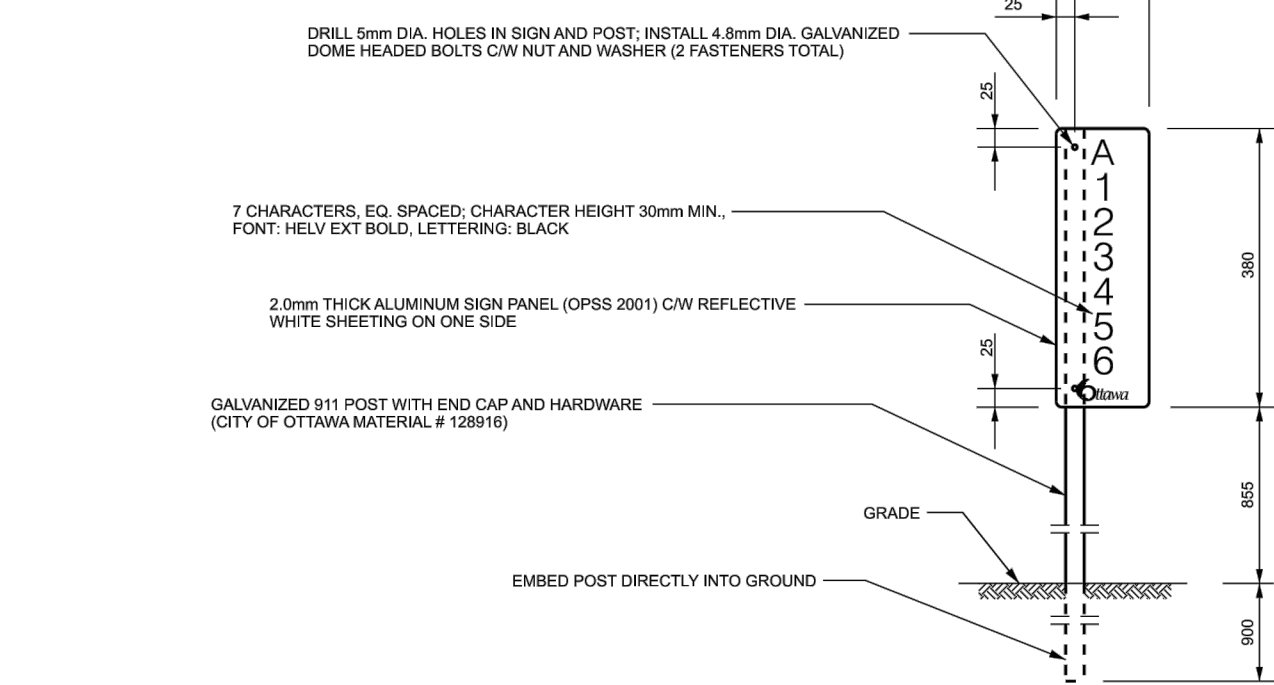 25
DRILL 5mm DIA. HOLES IN SIGN AND POST; INSTALL 4.8mm DIA. GALVANIZED
DOME HEADED BOLTS C/W NUT AND WASHER (2 FASTENERS TOTAL)
25
A
1
7 CHARACTERS, EQ. SPACED; CHARACTER HEIGHT 30mm MIN.,
FONT: HELV EXT BOLD, LETTERING: BLACK
2
3
380
4
2.0mm THICK ALUMINUM SIGN PANEL (OPSS 2001) C/W REFLECTIVE
WHITE SHEETING ON ONE SIDE
5
25
6
Ottawa
GALVANIZED 911 POST WITH END CAP AND HARDWARE
(CITY OF OTTAWA MATERIAL # 128916)
855
GRADE
EMBED POST DIRECTLY INTO GROUND
900